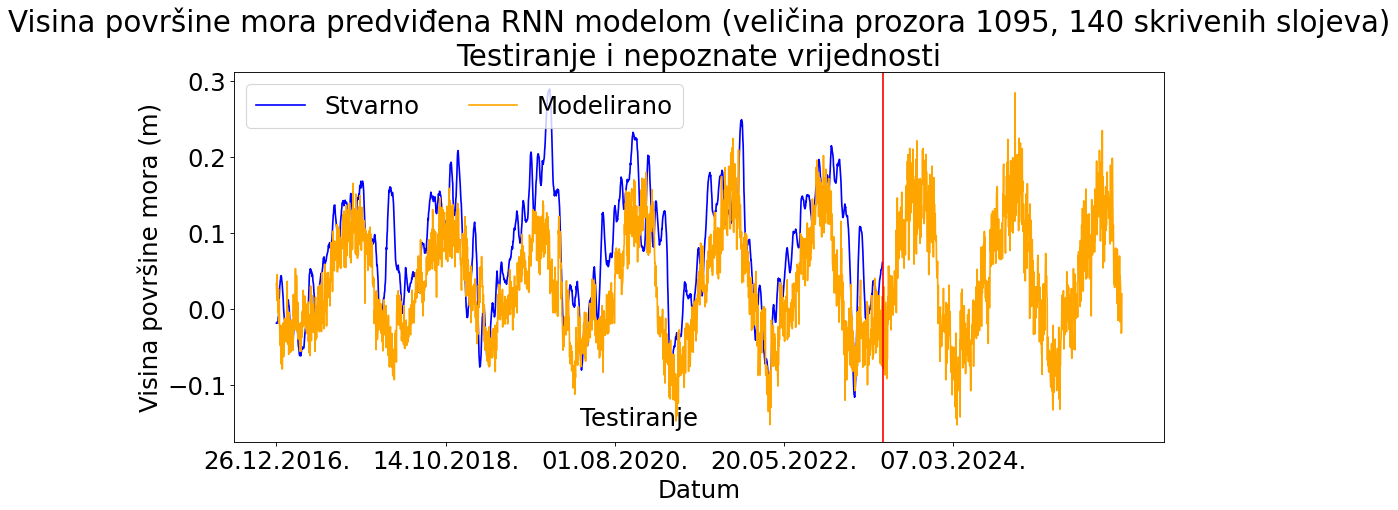 Visina površine mora predviđena RNN modelom (veličina prozora 1095, 140 skrivenih slojeva)
Testiranje i nepoznate vrijednosti
Visina površine mora (m)
0.3
0.2
0.1
0.0
−0.1
Stvarno
Modelirano
Testiranje
26.12.2016.
14.10.2018.
01.08.2020.
20.05.2022.
07.03.2024.
Datum